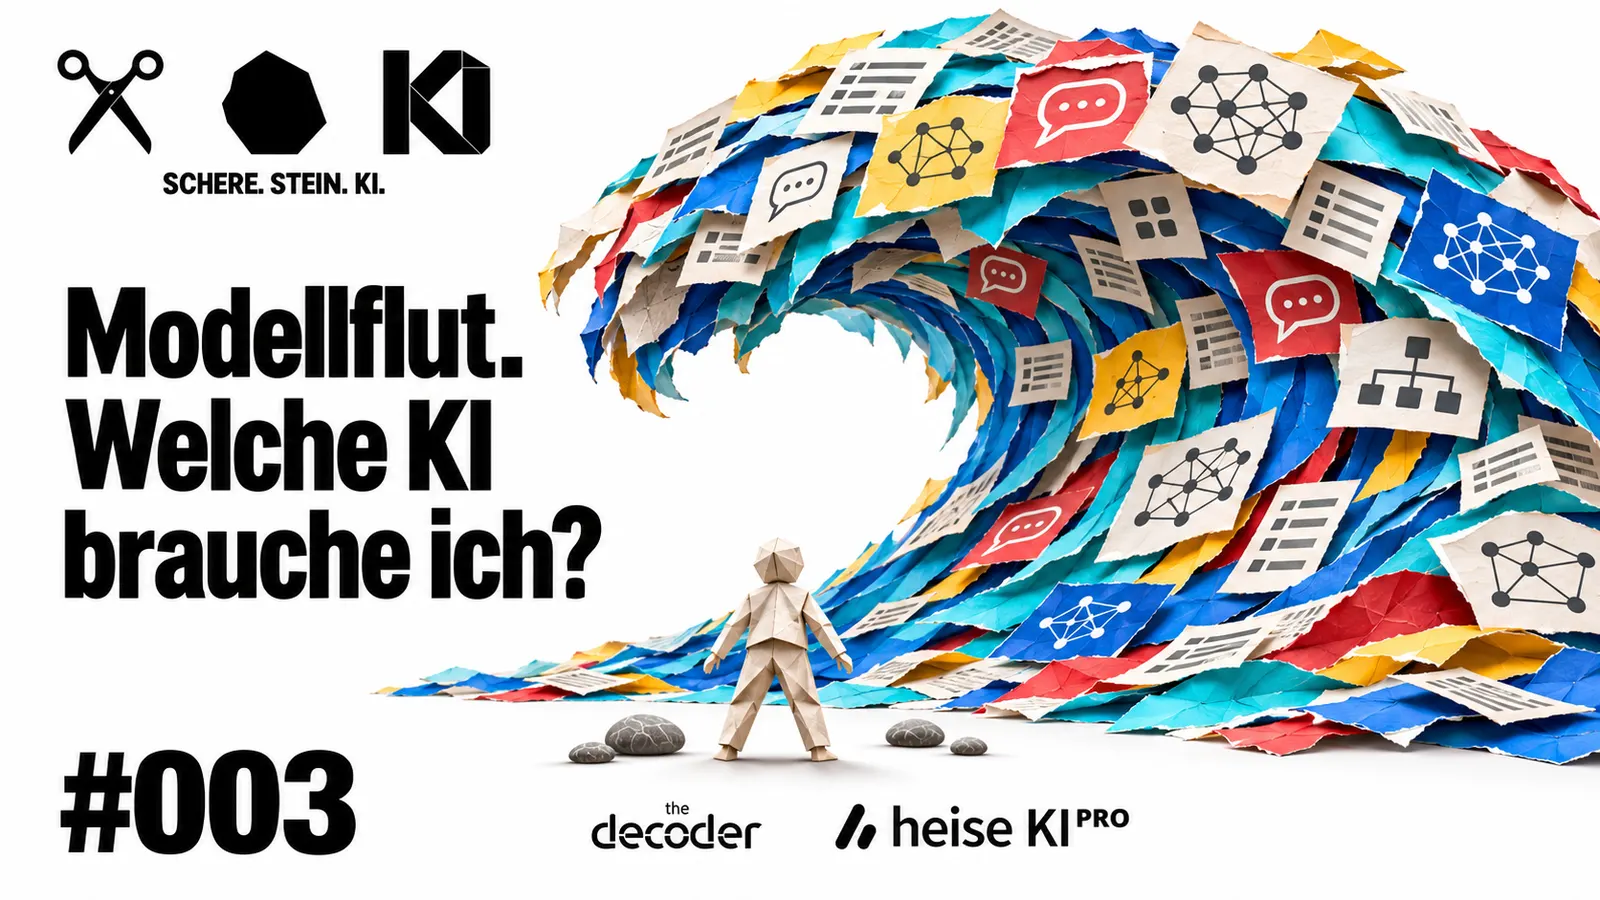 KI
SCHERE. STEIN. KI.
Modellflut.
Welche KI
brauche ich?
#003
the
decoder
heise KI PRO